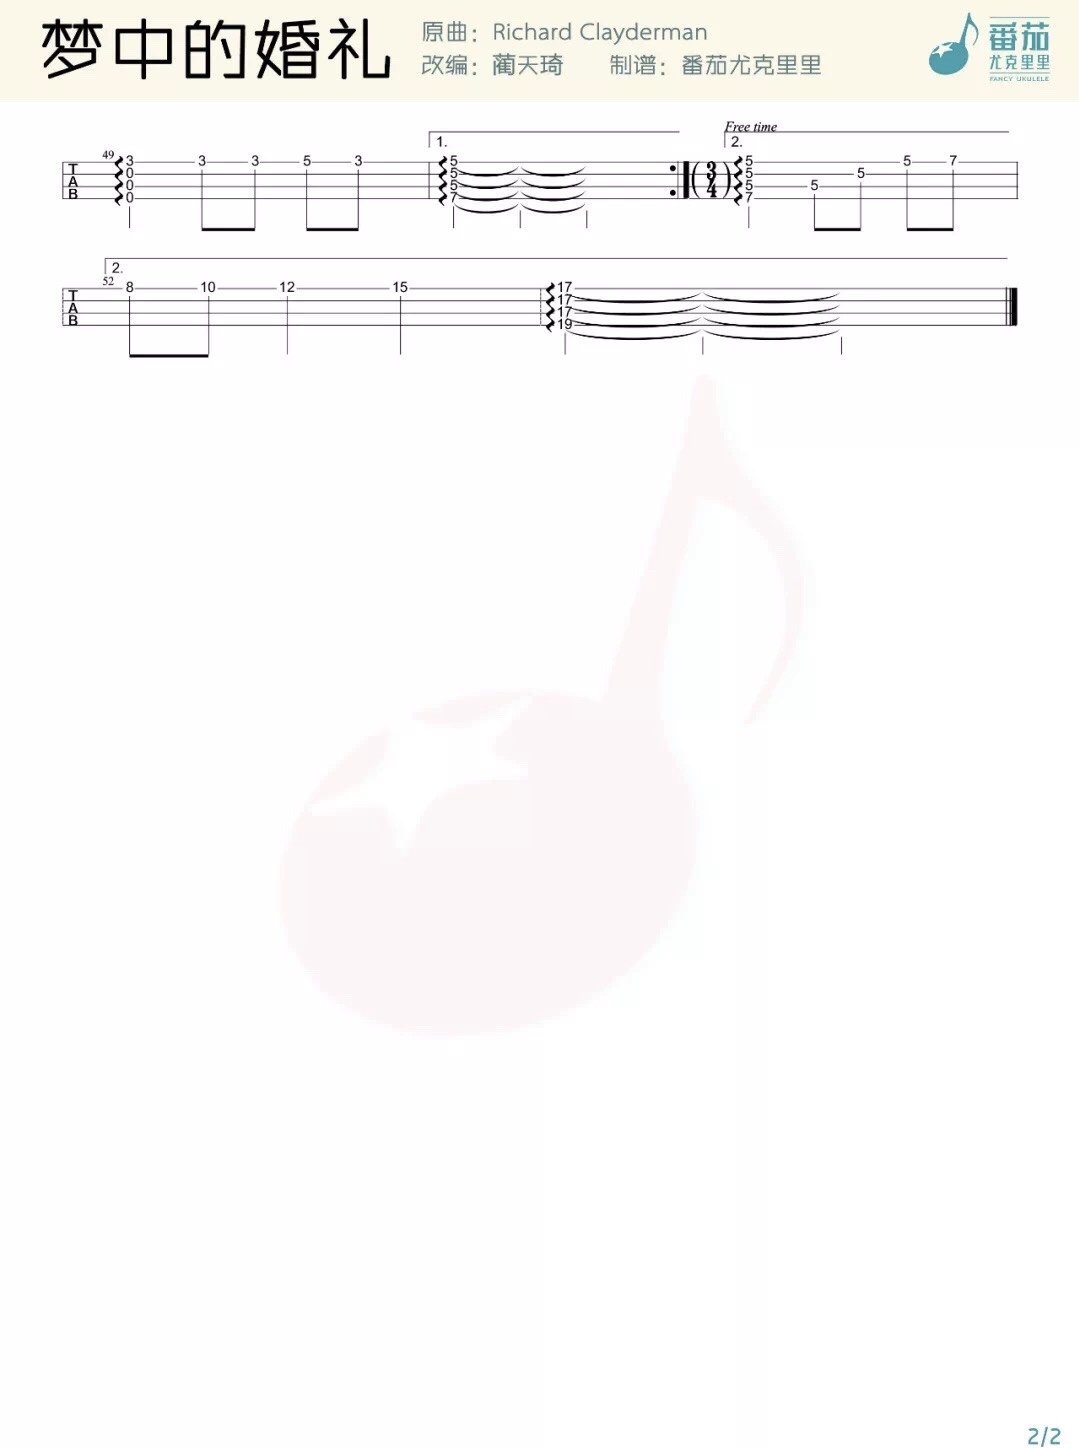 梦中的婚礼
原曲：Richard Clayderman
改编：蔺天琦 制谱：番茄尤克里里
番茄
尤克里里
FANCY UKULELE
Free time
1. 2.
49 3 3 3 5 3 5 3 5 5 5 7
T 0 5 4 5 5
A 0 5 5 5
B 0 7 7
2.
52 8 10 12 15 17
T 17
A 17
B 19
2/2